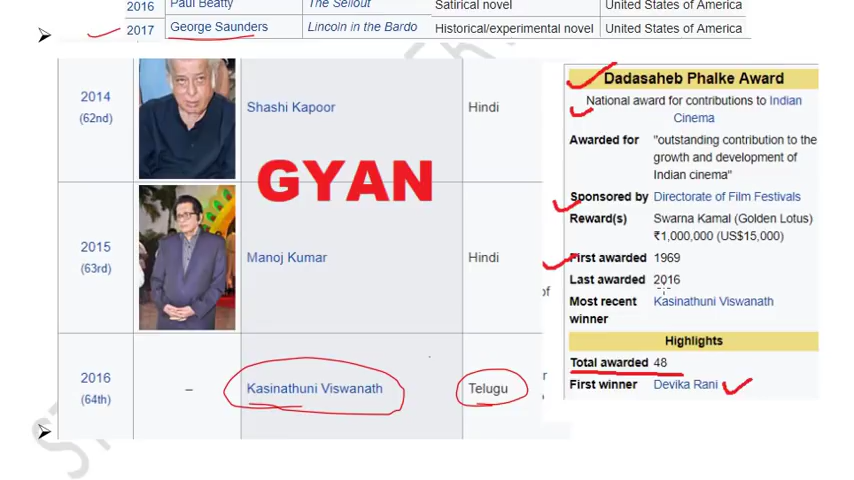 2016 Paul Beatty The Sellout Satirical novel United States of America
2017 George Saunders Lincoln in the Bardo Historical/experimental novel United States of America
2014
(62nd)
Shashi Kapoor
Hindi
GYAN
2015
(63rd)
Manoj Kumar
Hindi
of
2016
(64th)
–
Kasinathuni Viswanath
Telugu
Dadasaheb Phalke Award
National award for contributions to Indian
Cinema
Awarded for "outstanding contribution to the
growth and development of
Indian cinema"
Sponsored by Directorate of Film Festivals
Reward(s) Swarna Kamal (Golden Lotus)
₹1,000,000 (US$15,000)
First awarded 1969
Last awarded 2016
Most recent Kasinathuni Viswanath
winner
Highlights
Total awarded 48
First winner Devika Rani